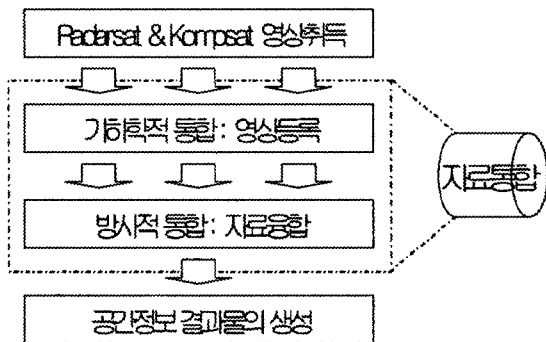 Radarsat & Kompsat 영상취득
기하학적 통합 : 영상등록
자료통합
방사적 통합 : 자료융합
공간정보 결과물의 생성